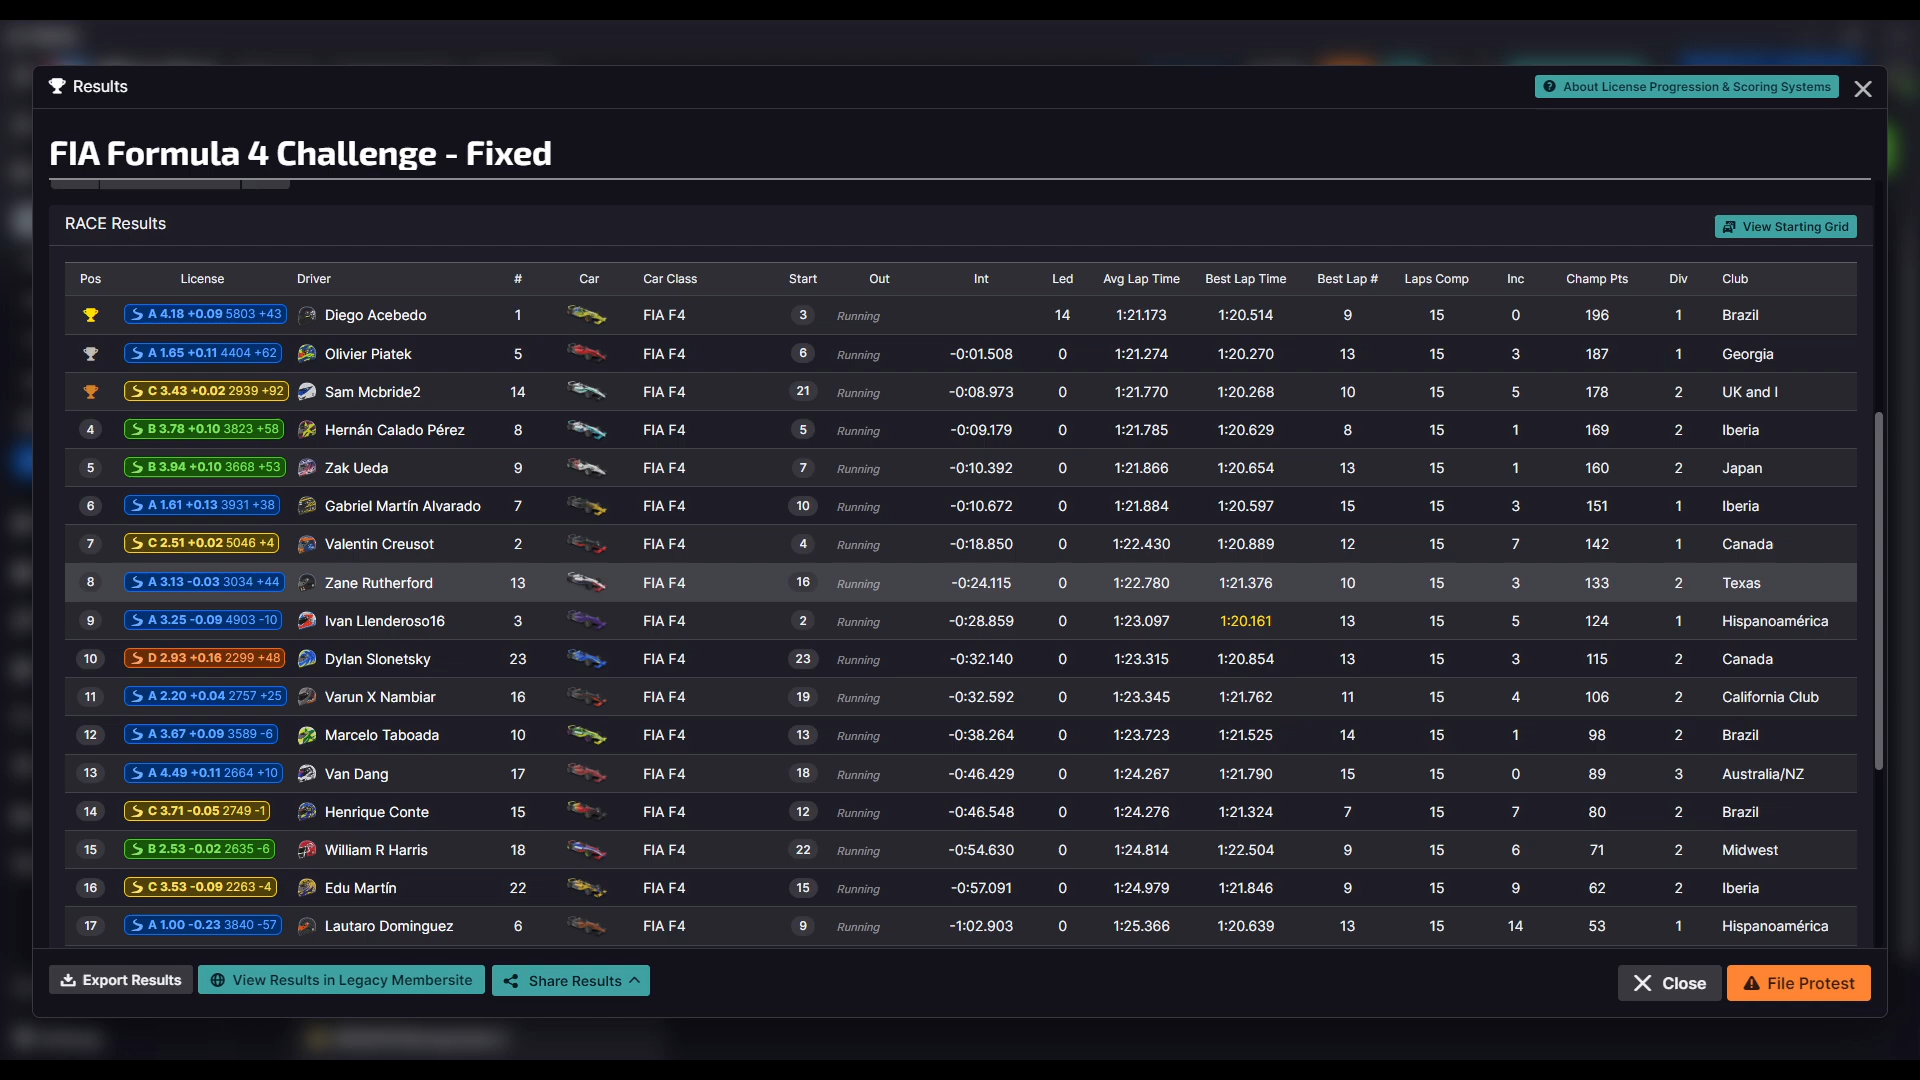 Results
About License Progression & Scoring Systems
FIA Formula 4 Challenge - Fixed
RACE Results
View Starting Grid
Pos License Driver # Car Car Class Start Out Int Led Avg Lap Time Best Lap Time Best Lap # Laps Comp Inc Champ Pts Div Club
A 4.18 +0.09 5803 +43 Diego Acebedo 1 FIA F4 3 Running 14 1:21.173 1:20.514 9 15 0 196 1 Brazil
A 1.65 +0.11 4404 +62 Olivier Piatek 5 FIA F4 6 Running -0:01.508 0 1:21.274 1:20.270 13 15 3 187 1 Georgia
C 3.43 +0.02 2939 +92 Sam Mcbride2 14 FIA F4 21 Running -0:08.973 0 1:21.770 1:20.268 10 15 5 178 2 UK and I
4 B 3.78 +0.10 3823 +58 Hernán Calado Pérez 8 FIA F4 5 Running -0:09.179 0 1:21.785 1:20.629 8 15 1 169 2 Iberia
5 B 3.94 +0.10 3668 +53 Zak Ueda 9 FIA F4 7 Running -0:10.392 0 1:21.866 1:20.654 13 15 1 160 2 Japan
6 A 1.61 +0.13 3931 +38 Gabriel Martín Alvarado 7 FIA F4 10 Running -0:10.672 0 1:21.884 1:20.597 15 15 3 151 1 Iberia
7 C 2.51 +0.02 5046 +4 Valentin Creusot 2 FIA F4 4 Running -0:18.850 0 1:22.430 1:20.889 12 15 7 142 1 Canada
8 A 3.13 -0.03 3034 +44 Zane Rutherford 13 FIA F4 16 Running -0:24.115 0 1:22.780 1:21.376 10 15 3 133 2 Texas
9 A 3.25 -0.09 4903 -10 Ivan Llenderoso16 3 FIA F4 2 Running -0:28.859 0 1:23.097 1:20.161 13 15 5 124 1 Hispanoamérica
10 D 2.93 +0.16 2299 +48 Dylan Slonetsky 23 FIA F4 23 Running -0:32.140 0 1:23.315 1:20.854 13 15 3 115 2 Canada
11 A 2.20 +0.04 2757 +25 Varun X Nambiar 16 FIA F4 19 Running -0:32.592 0 1:23.345 1:21.762 11 15 4 106 2 California Club
12 A 3.67 +0.09 3589 -6 Marcelo Taboada 10 FIA F4 13 Running -0:38.264 0 1:23.723 1:21.525 14 15 1 98 2 Brazil
13 A 4.49 +0.11 2664 +10 Van Dang 17 FIA F4 18 Running -0:46.429 0 1:24.267 1:21.790 15 15 0 89 3 Australia/NZ
14 C 3.71 -0.05 2749 -1 Henrique Conte 15 FIA F4 12 Running -0:46.548 0 1:24.276 1:21.324 7 15 7 80 2 Brazil
15 B 2.53 -0.02 2635 -6 William R Harris 18 FIA F4 22 Running -0:54.630 0 1:24.814 1:22.504 9 15 6 71 2 Midwest
16 C 3.53 -0.09 2263 -4 Edu Martín 22 FIA F4 15 Running -0:57.091 0 1:24.979 1:21.846 9 15 9 62 2 Iberia
17 A 1.00 -0.23 3840 -57 Lautaro Dominguez 6 FIA F4 9 Running -1:02.903 0 1:25.366 1:20.639 13 15 14 53 1 Hispanoamérica
Export Results View Results in Legacy Membersite Share Results Close File Protest